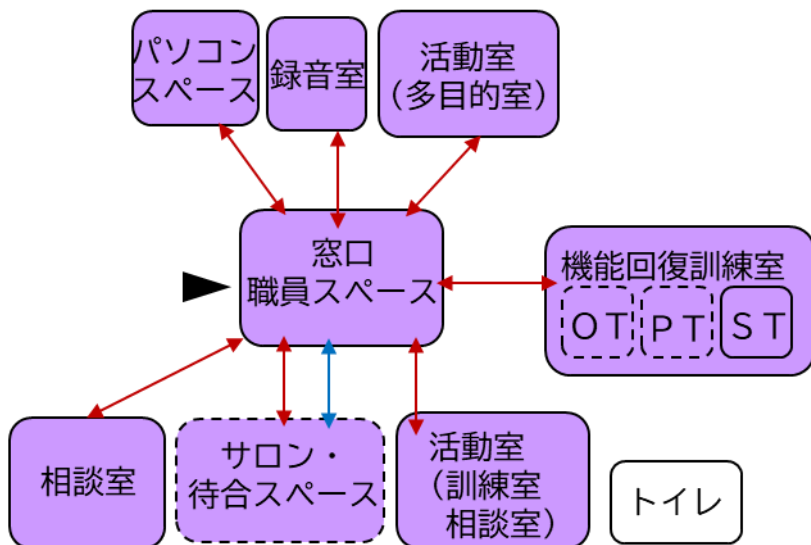 パソコン
スペース
録音室
活動室
（多目的室）
窓口
職員スペース
機能回復訓練室
ＯＴ
ＰＴ
ＳＴ
相談室
サロン・
待合スペース
活動室
（訓練室
相談室）
トイレ